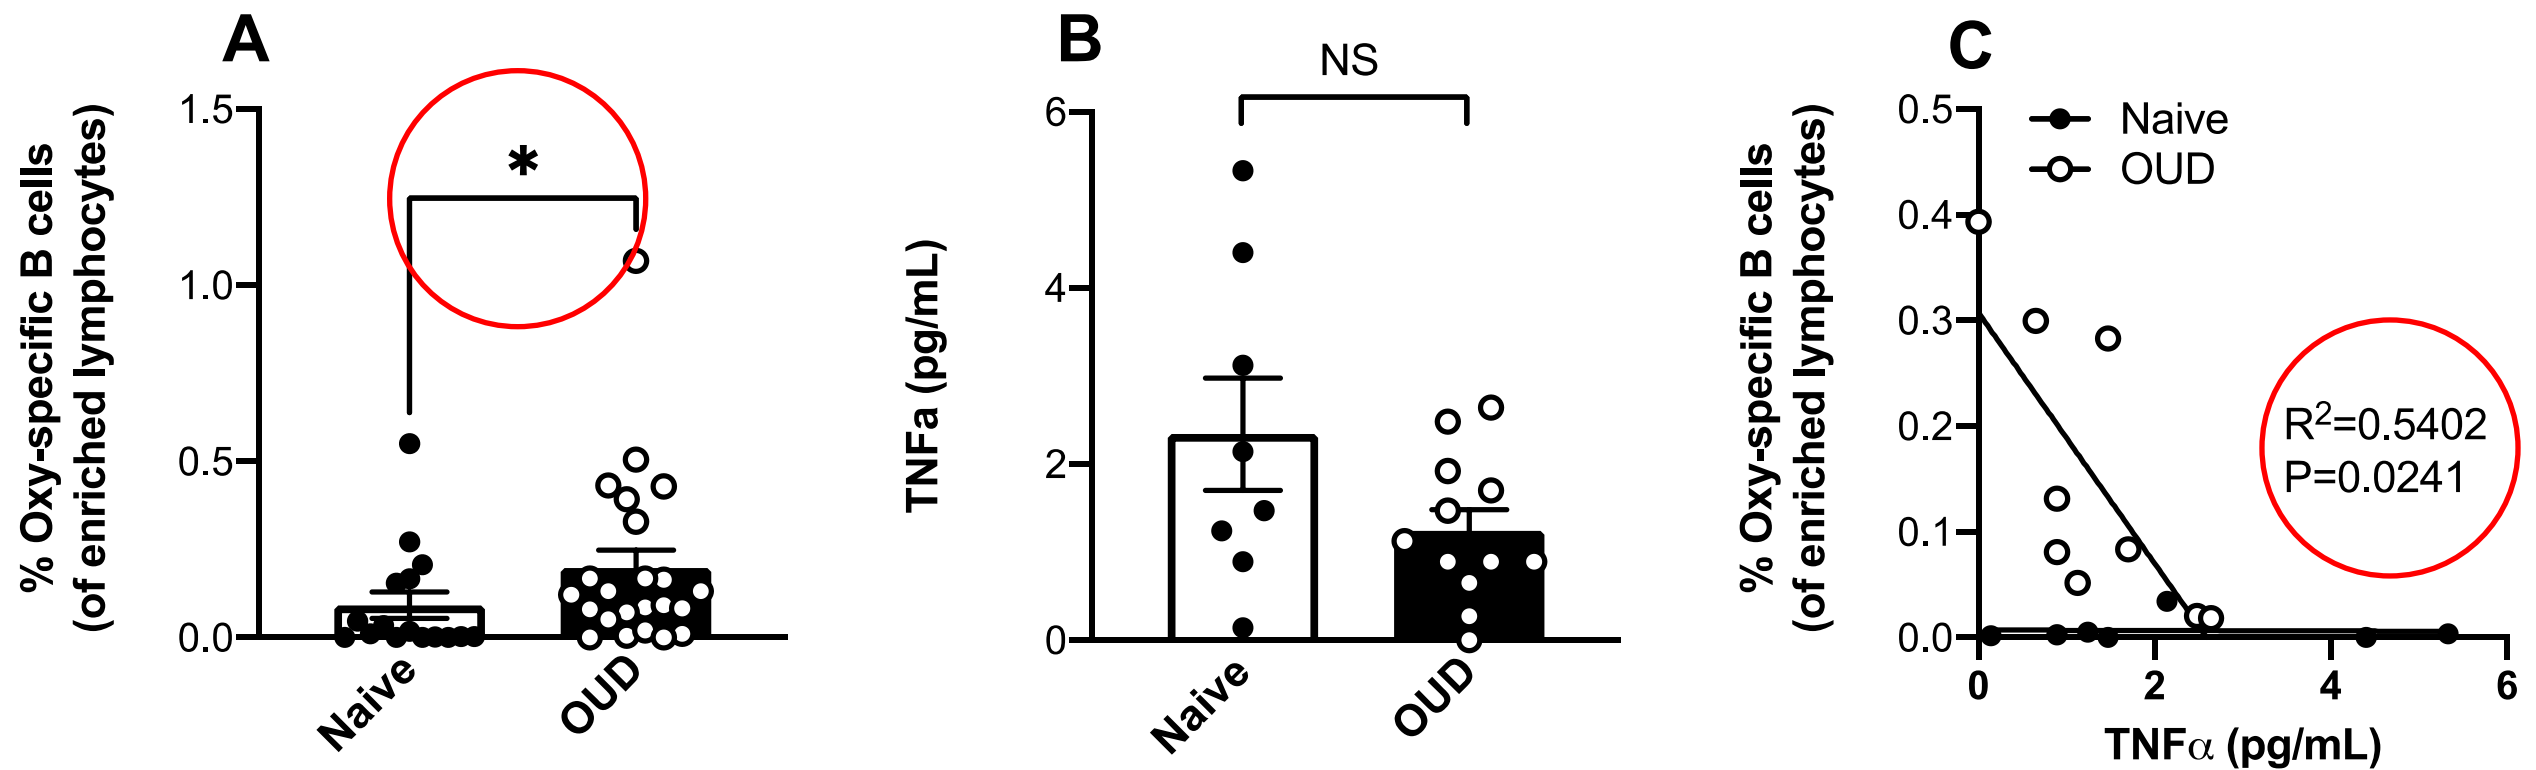 A
% Oxy-specific B cells
(of enriched lymphocytes)
1.5
1.0
0.5
0.0
*
Naive
OUD
B
TNFa (pg/mL)
6
4
2
0
NS
Naive
OUD
C
% Oxy-specific B cells
(of enriched lymphocytes)
0.5
0.4
0.3
0.2
0.1
0.0
Naive
OUD
R²=0.5402
P=0.0241
0 2 4 6
TNFα (pg/mL)